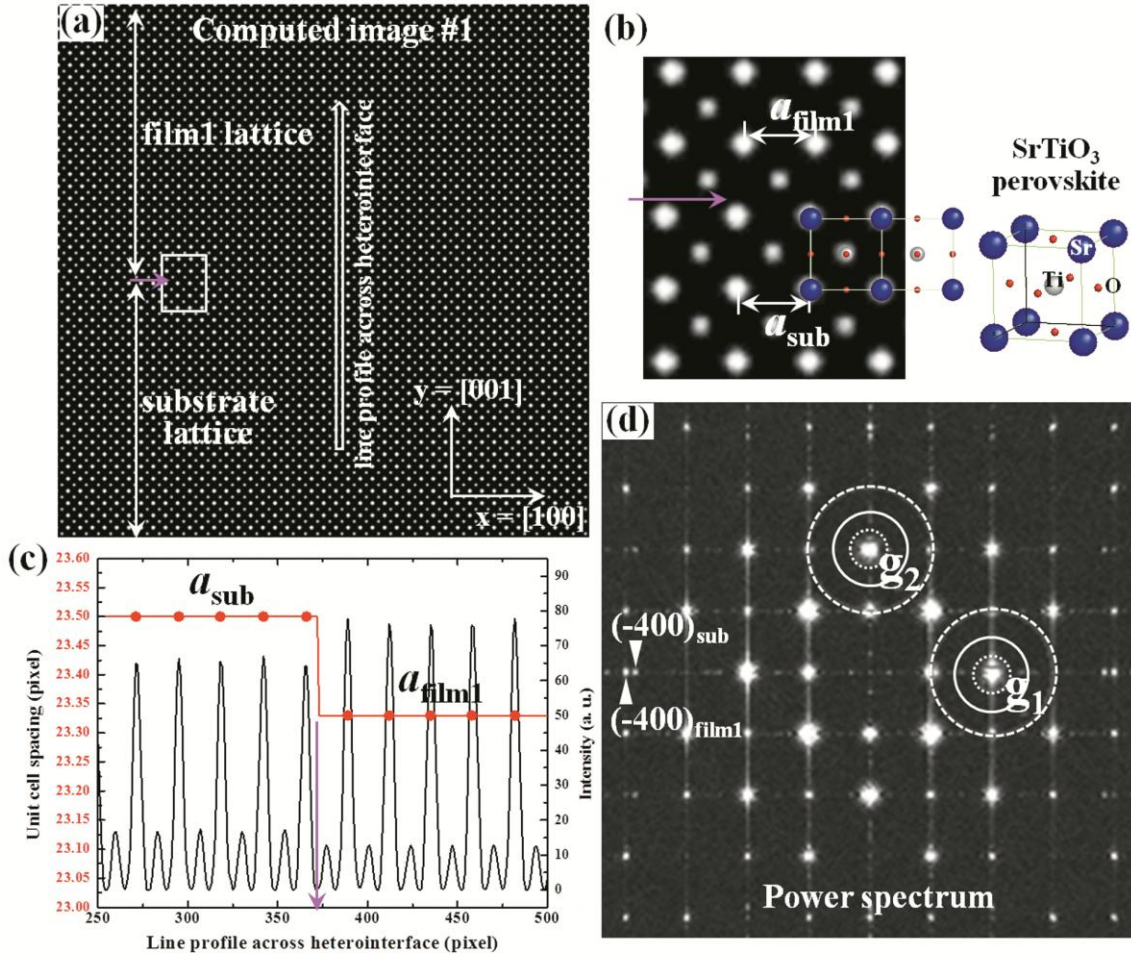 (a)
Computed image #1
film1 lattice
line profile across heterointerface
substrate
lattice
y = [001]
x = [100]
(b)
a film1
a sub
SrTiO3
perovskite
Sr
Ti
O
(c)
23.60
23.55
23.50
23.45
23.40
23.35
23.30
23.25
23.20
23.15
23.10
23.05
23.00
Unit cell spacing (pixel)
a sub
a film1
90
80
70
60
50
40
30
20
10
0
Intensity (a. u.)
250 300 350 400 450 500
Line profile across heterointerface (pixel)
(d)
g2
g1
(-400)sub
(-400)film1
Power spectrum